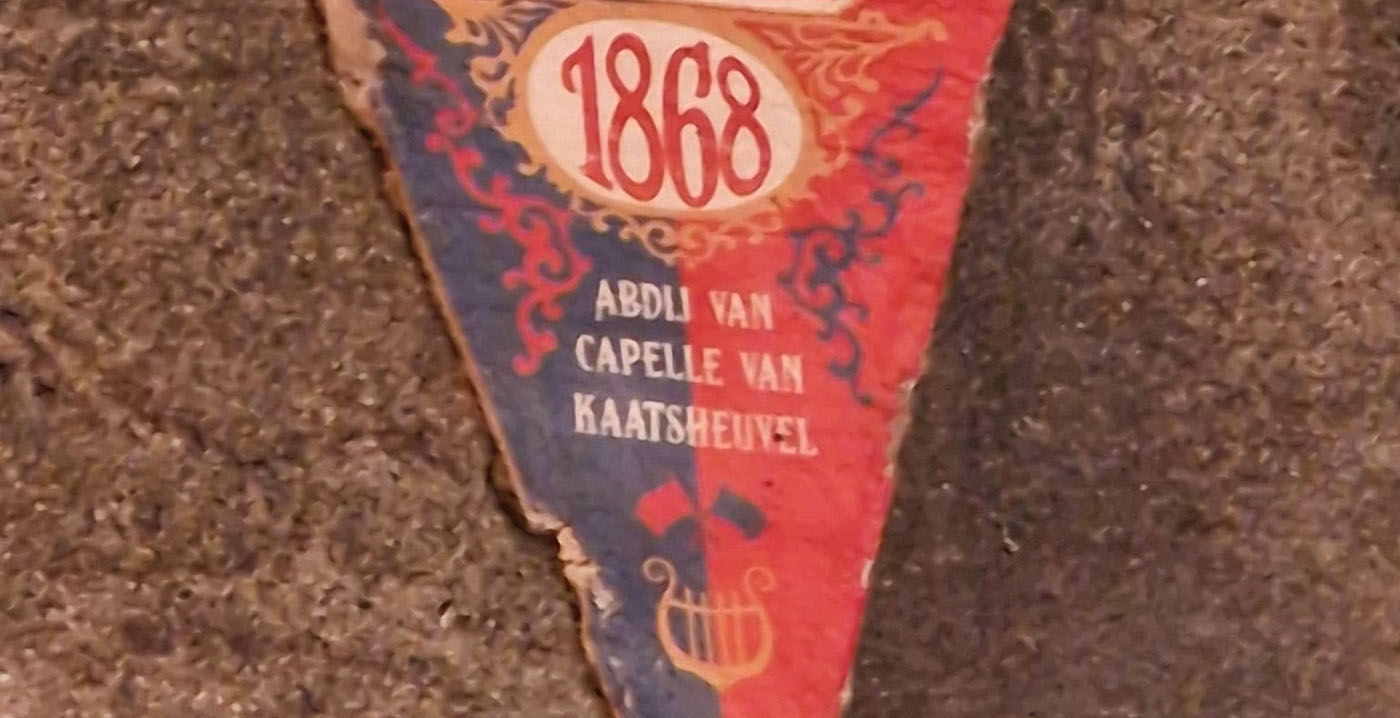 1868
ABDIJ VAN
CAPELLE VAN
KAATSHEUVEL